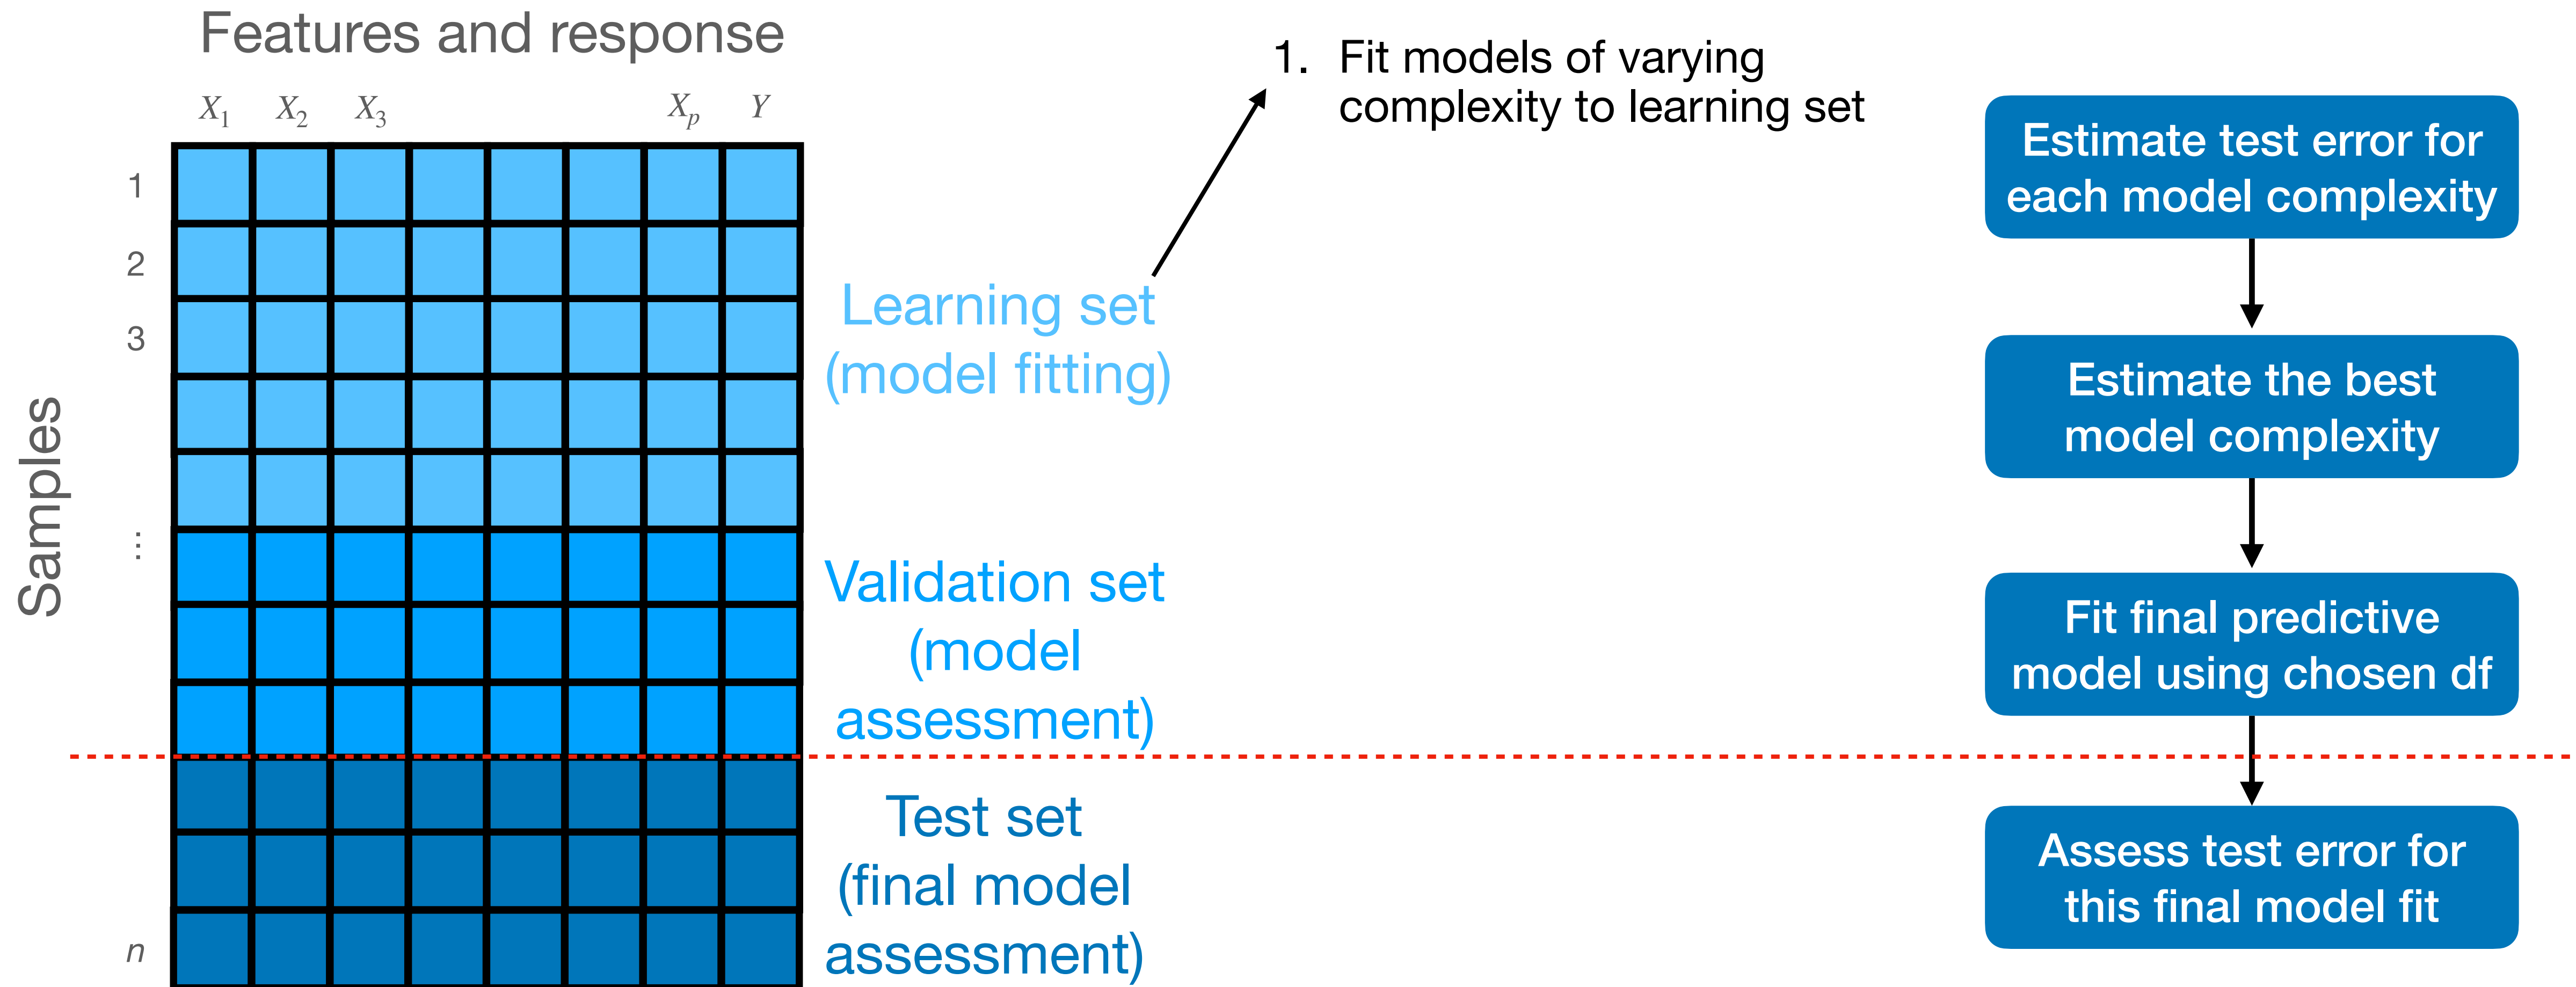 Features and response
X₁ X₂ X₃ Xₚ Y
Samples
1
2
3
⋮
n
Learning set
(model fitting)
Validation set
(model
assessment)
Test set
(final model
assessment)
1. Fit models of varying
complexity to learning set
Estimate test error for
each model complexity
Estimate the best
model complexity
Fit final predictive
model using chosen df
Assess test error for
this final model fit